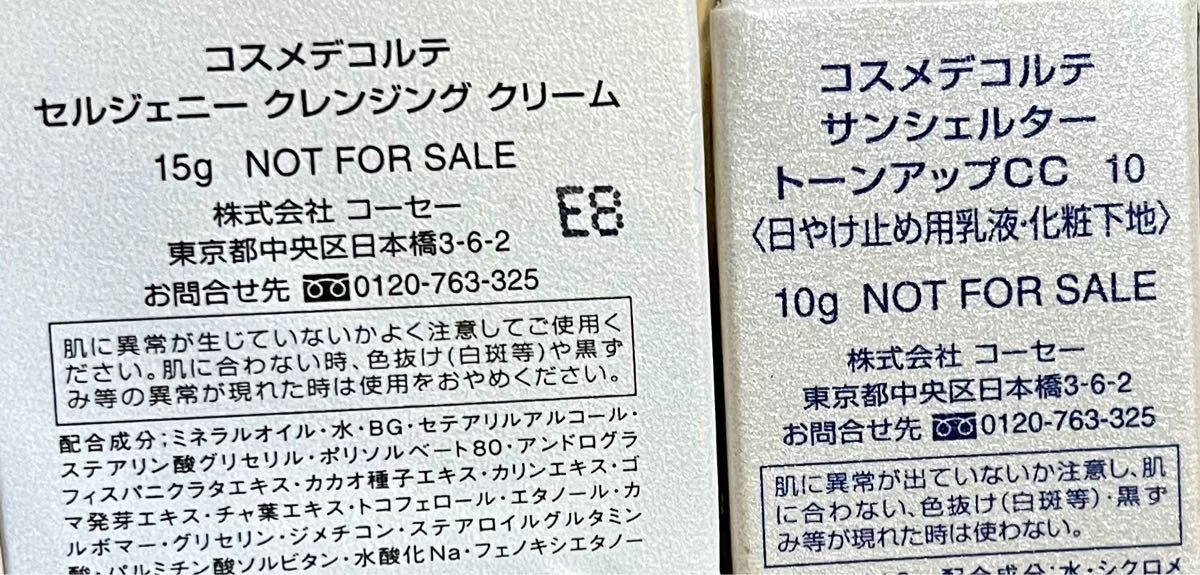 コスメデコルテ
セルジェニー クレンジング クリーム
15g NOT FOR SALE
株式会社 コーセー
E8
東京都中央区日本橋3-6-2
お問合せ先 0120-763-325
肌に異常が生じていないかよく注意してご使用く
ださい。肌に合わない時、色抜け(白斑等)や黒ず
み等の異常が現れた時は使用をおやめください。
配合成分;ミネラルオイル・水・BG・セテアリルアルコール・
ステアリン酸グリセリル・ポリソルベート80・アンドログラ
フィスパニクラタエキス・カカオ種子エキス・カリンエキス・ゴ
マ発芽エキス・チャ葉エキス・トコフェロール・エタノール・カ
ルボマー・グリセリン・ジメチコン・ステアロイルグルタミン
酸・パルミチン酸ソルビタン・水酸化Na・フェノキシエタノー
コスメデコルテ
サンシェルター
トーンアップCC 10
〈日やけ止め用乳液・化粧下地〉
10g NOT FOR SALE
株式会社 コーセー
東京都中央区日本橋3-6-2
お問合せ先 0120-763-325
肌に異常が出ていないか注意し、肌
に合わない、色抜け(白斑等)・黒ず
み等が現れた時は使わない。
配合成分:水・シクロメ